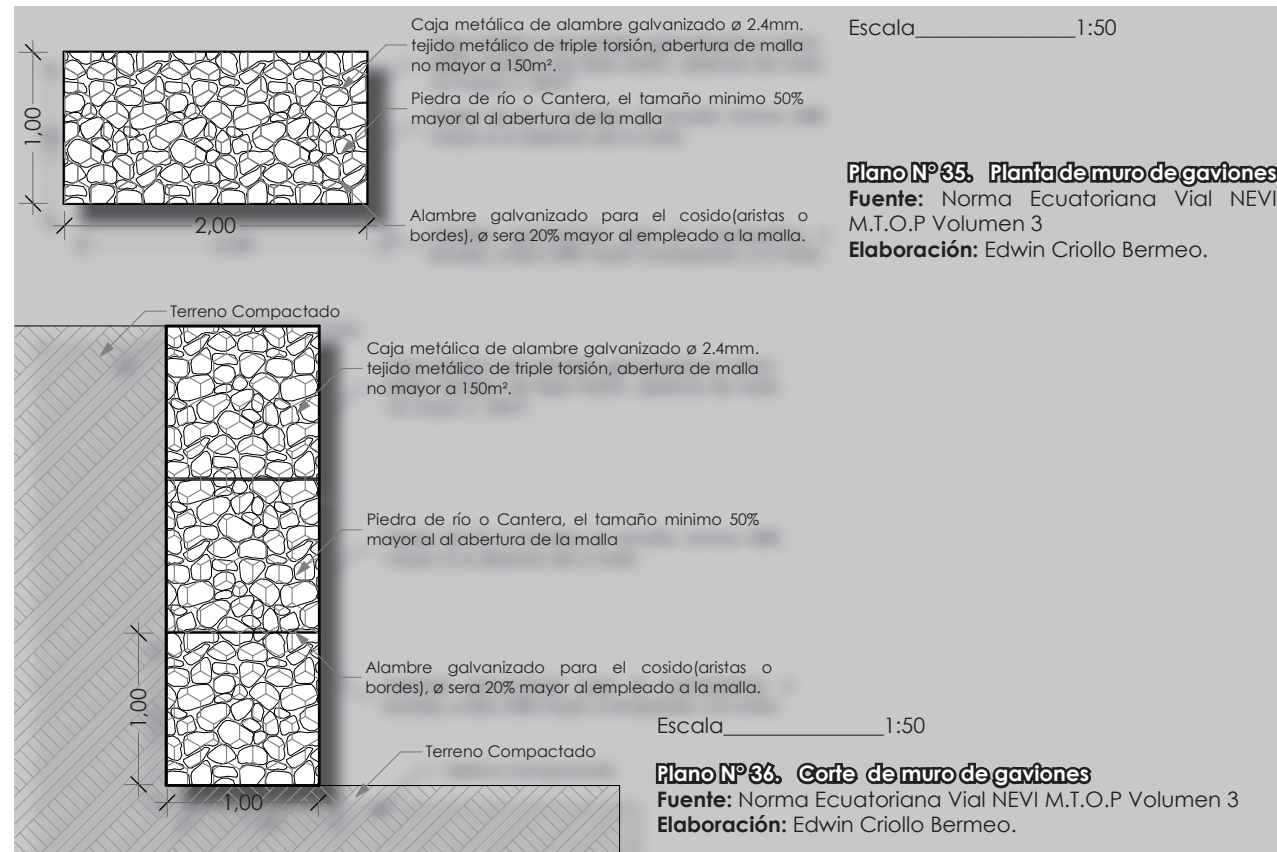 Caja metálica de alambre galvanizado ø 2.4mm.
tejido metálico de triple torsión, abertura de malla
no mayor a 150m².
Piedra de río o Cantera, el tamaño minimo 50%
mayor al al abertura de la malla
Alambre galvanizado para el cosido(aristas o
bordes), ø sera 20% mayor al empleado a la malla.
1,00
2,00
Escala_______________1:50
Plano Nº 35. Planta de muro de gaviones
Fuente: Norma Ecuatoriana Vial NEVI
M.T.O.P Volumen 3
Elaboración: Edwin Criollo Bermeo.
Terreno Compactado
Caja metálica de alambre galvanizado ø 2.4mm.
tejido metálico de triple torsión, abertura de malla
no mayor a 150m².
Piedra de río o Cantera, el tamaño minimo 50%
mayor al al abertura de la malla
Alambre galvanizado para el cosido(aristas o
bordes), ø sera 20% mayor al empleado a la malla.
1,00
Terreno Compactado
1,00
Escala_______________1:50
Plano Nº 36. Corte de muro de gaviones
Fuente: Norma Ecuatoriana Vial NEVI M.T.O.P Volumen 3
Elaboración: Edwin Criollo Bermeo.